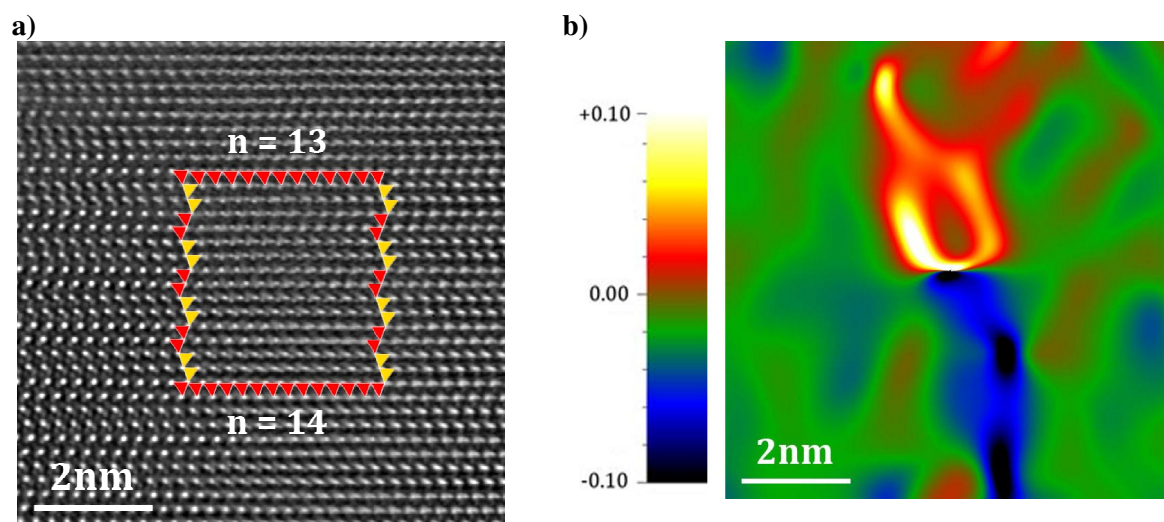 a)
n = 13
n = 14
2nm
b)
+0.10
0.00
-0.10
2nm